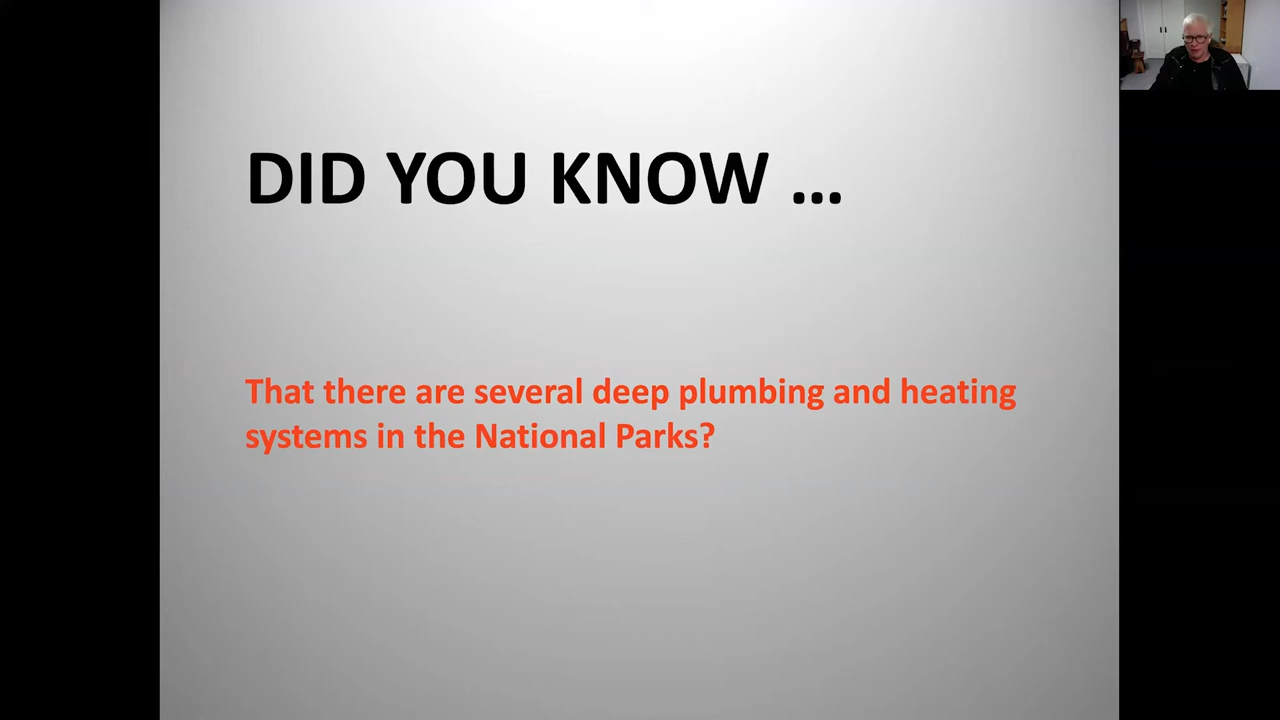 DID YOU KNOW …
That there are several deep plumbing and heating
systems in the National Parks?